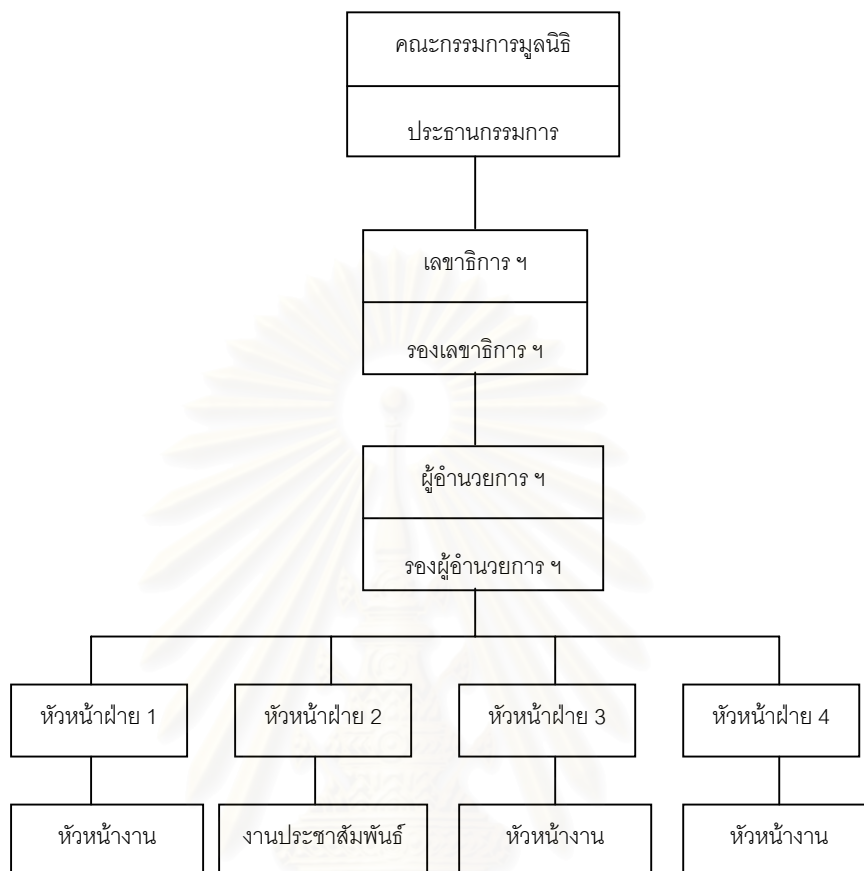 คณะกรรมการมูลนิธิ
ประธานกรรมการ
เลขาธิการ ฯ
รองเลขาธิการ ฯ
ผู้อำนวยการ ฯ
รองผู้อำนวยการ ฯ
หัวหน้าฝ่าย 1 หัวหน้าฝ่าย 2 หัวหน้าฝ่าย 3 หัวหน้าฝ่าย 4
หัวหน้างาน งานประชาสัมพันธ์ หัวหน้างาน หัวหน้างาน